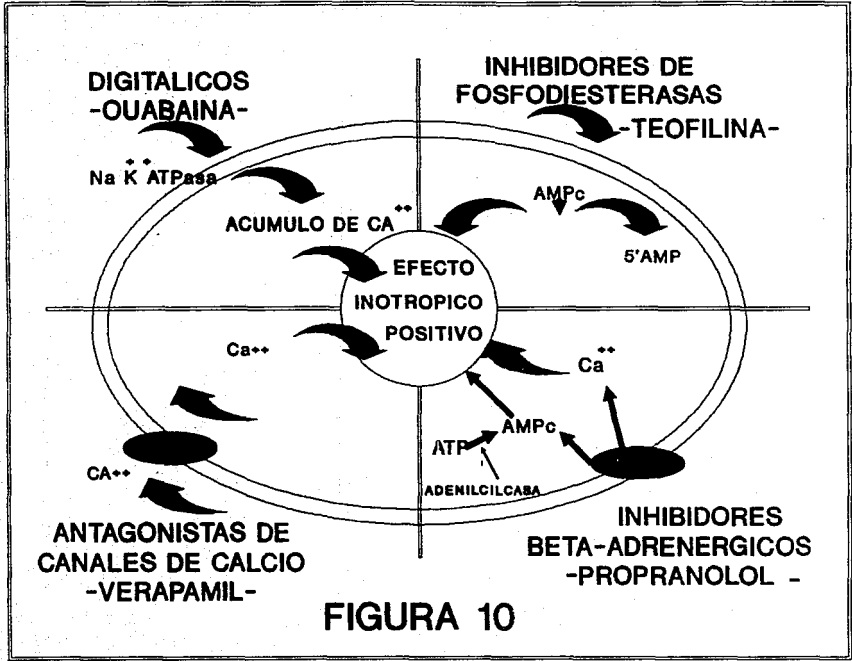 DIGITALICOS
-OUABAINA-
Na K ATPasa
++ 
ACUMULO DE CA++
INHIBIDORES DE
FOSFODIESTERASAS
-TEOFILINA-
AMPc
5'AMP
EFECTO
INOTROPICO
POSITIVO
Ca++
CA++
ANTAGONISTAS DE
CANALES DE CALCIO
-VERAPAMIL-
Ca++
AMPc
ATP
ADENILCILCASA
INHIBIDORES
BETA-ADRENERGICOS
-PROPRANOLOL -
FIGURA 10